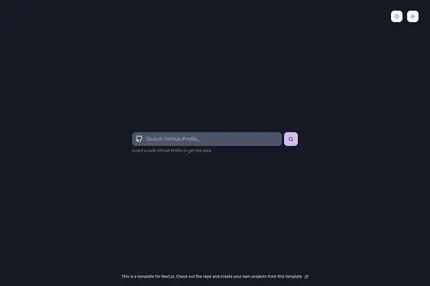 Search GitHub Profile...
Insert a valid GitHub Profile to get the data
This is a template for Next.js. Check out the repo and create your own projects from this template